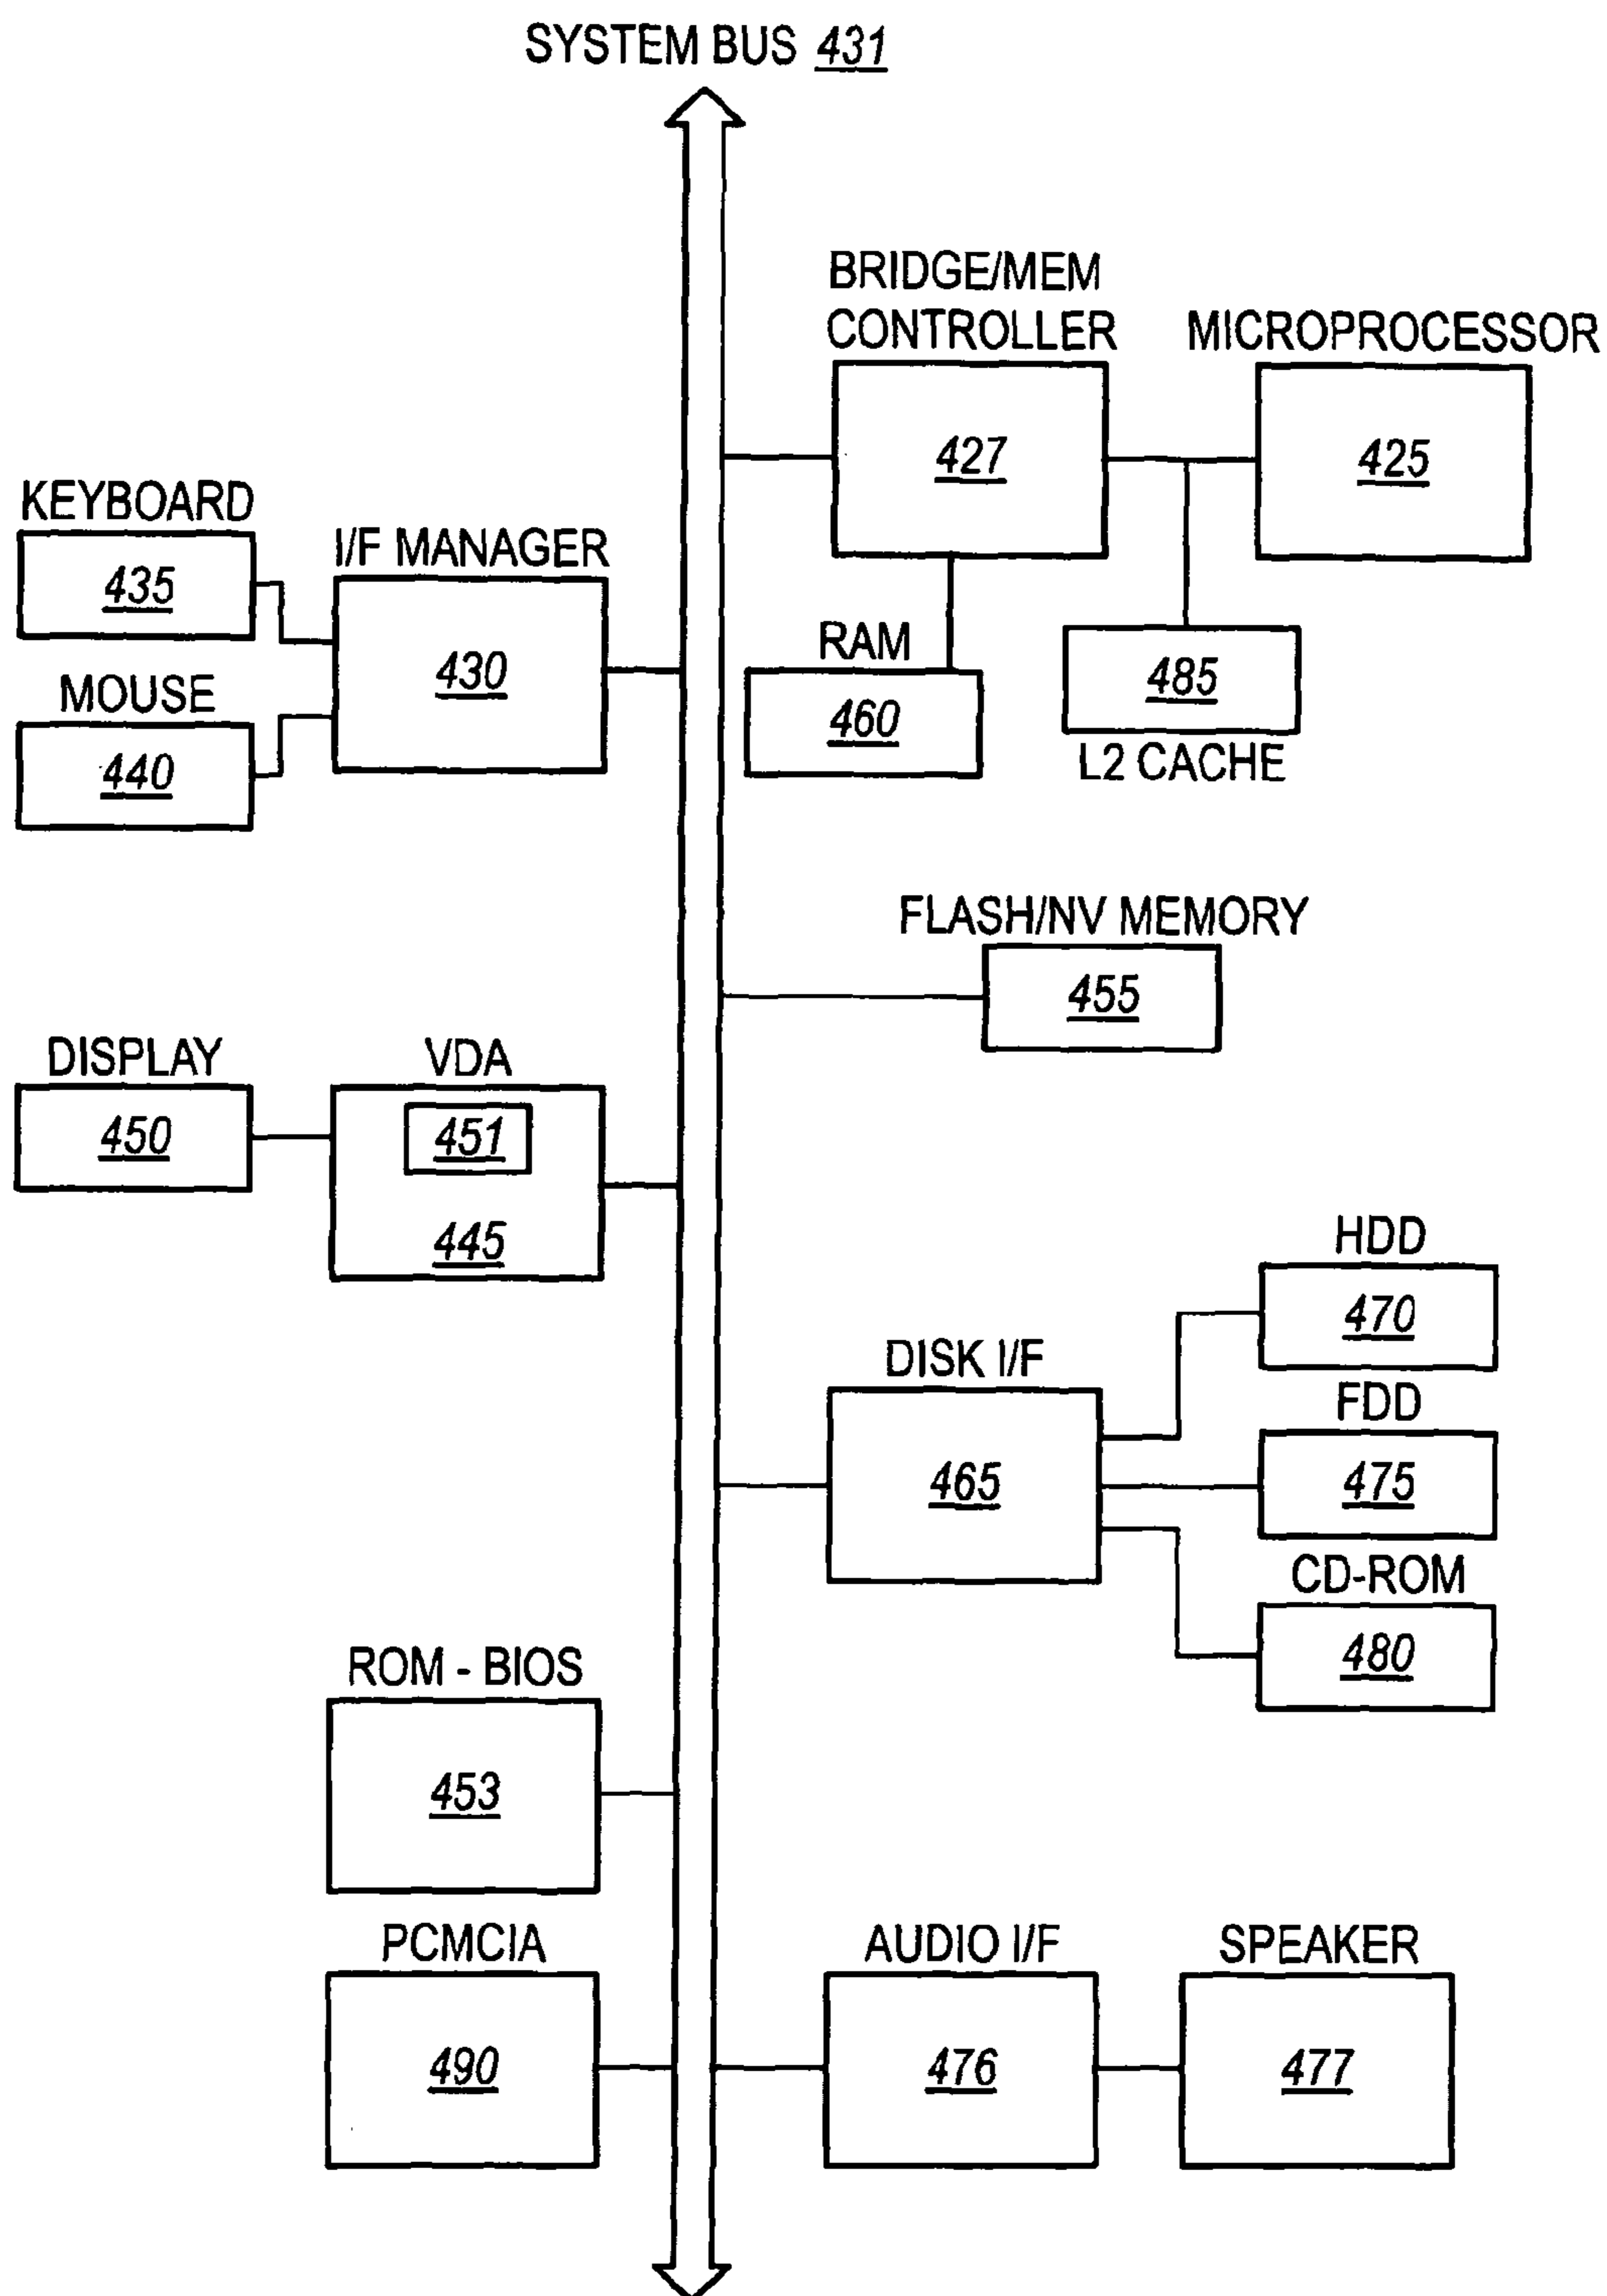 SYSTEM BUS 431
BRIDGE/MEM
CONTROLLER
427
MICROPROCESSOR
425
KEYBOARD
435
I/F MANAGER
430
MOUSE
440
RAM
460
485
L2 CACHE
FLASH/NV MEMORY
455
DISPLAY
450
VDA
451
445
HDD
470
DISK I/F
465
FDD
475
CD-ROM
480
ROM - BIOS
453
PCMCIA
490
AUDIO I/F
476
SPEAKER
477